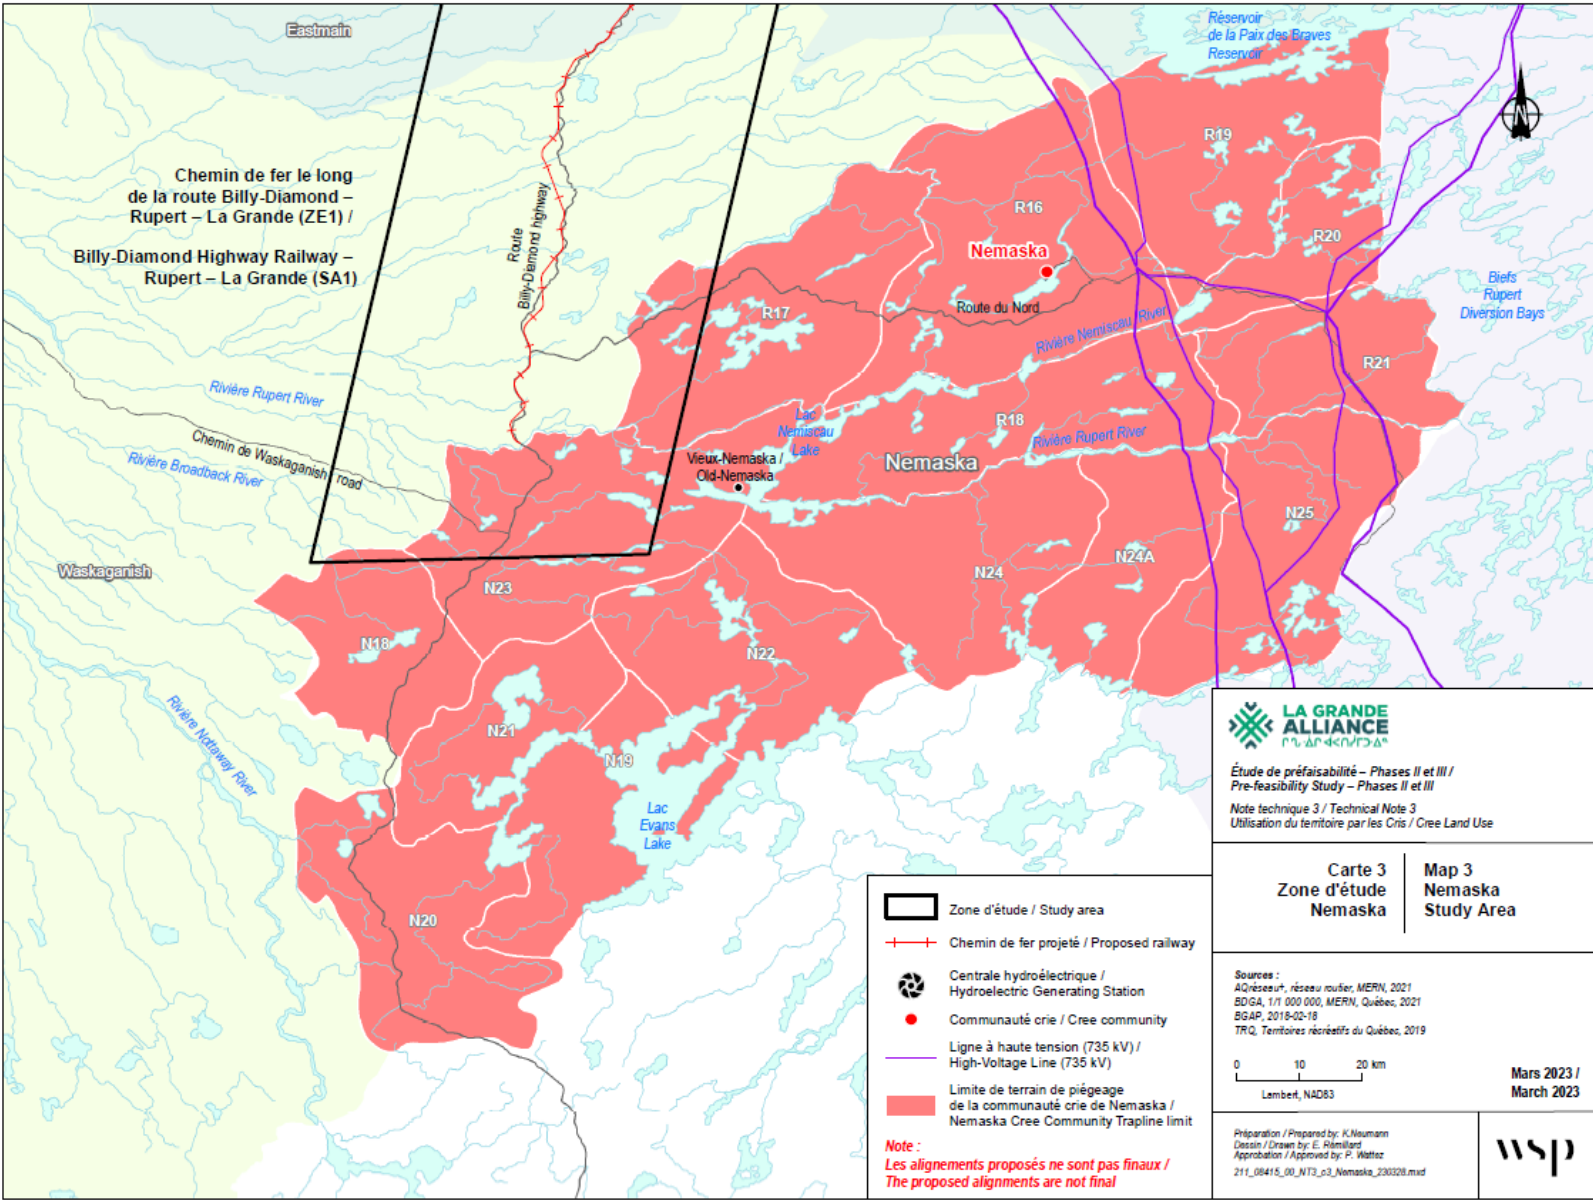 Eastmain
Réservoir
de la Paix des Braves
Reservoir
N
Chemin de fer le long
de la route Billy-Diamond –
Rupert – La Grande (ZE1) /
Billy-Diamond Highway Railway –
Rupert – La Grande (SA1)
Route
Billy-Diamond highway
R19
R16
R20
Nemaska
Biefs
Rupert
Diversion Bays
Route du Nord
R17
Rivière Nemiscau River
R21
Rivière Rupert River
Lac
Nemiscau
Lake
R18
Rivière Rupert River
Chemin de Waskaganish road
Rivière Broadback River
Vieux-Nemaska /
Old-Nemaska
Nemaska
N25
Waskaganish
N23
N24
N24A
N18
N22
Rivière Nottaway River
N21
N19
Lac
Evans
Lake
N20
Zone d'étude / Study area
Chemin de fer projeté / Proposed railway
Centrale hydroélectrique /
Hydroelectric Generating Station
Communauté crie / Cree community
Ligne à haute tension (735 kV) /
High-Voltage Line (735 kV)
Limite de terrain de piégeage
de la communauté crie de Nemaska /
Nemaska Cree Community Trapline limit
Note :
Les alignements proposés ne sont pas finaux /
The proposed alignments are not final
LA GRANDE
ALLIANCE
Étude de préfaisabilité – Phases II et III /
Pre-feasibility Study – Phases II et III
Note technique 3 / Technical Note 3
Utilisation du territoire par les Cris / Cree Land Use
Carte 3
Zone d'étude
Nemaska
Map 3
Nemaska
Study Area
Sources :
AQréseau+, réseau routier, MERN, 2021
BDGA, 1/1 000 000, MERN, Québec, 2021
BGAP, 2018-02-18
TRQ, Territoires récréatifs du Québec, 2019
0 10 20 km
Lambert, NAD83
Mars 2023 /
March 2023
Préparation / Prepared by: K.Neumann
Dessin / Drawn by: E. Rémillard
Approbation / Approved by: P. Wattez
211_08415_00_NT3_c3_Nemaska_230328.mxd
wsp